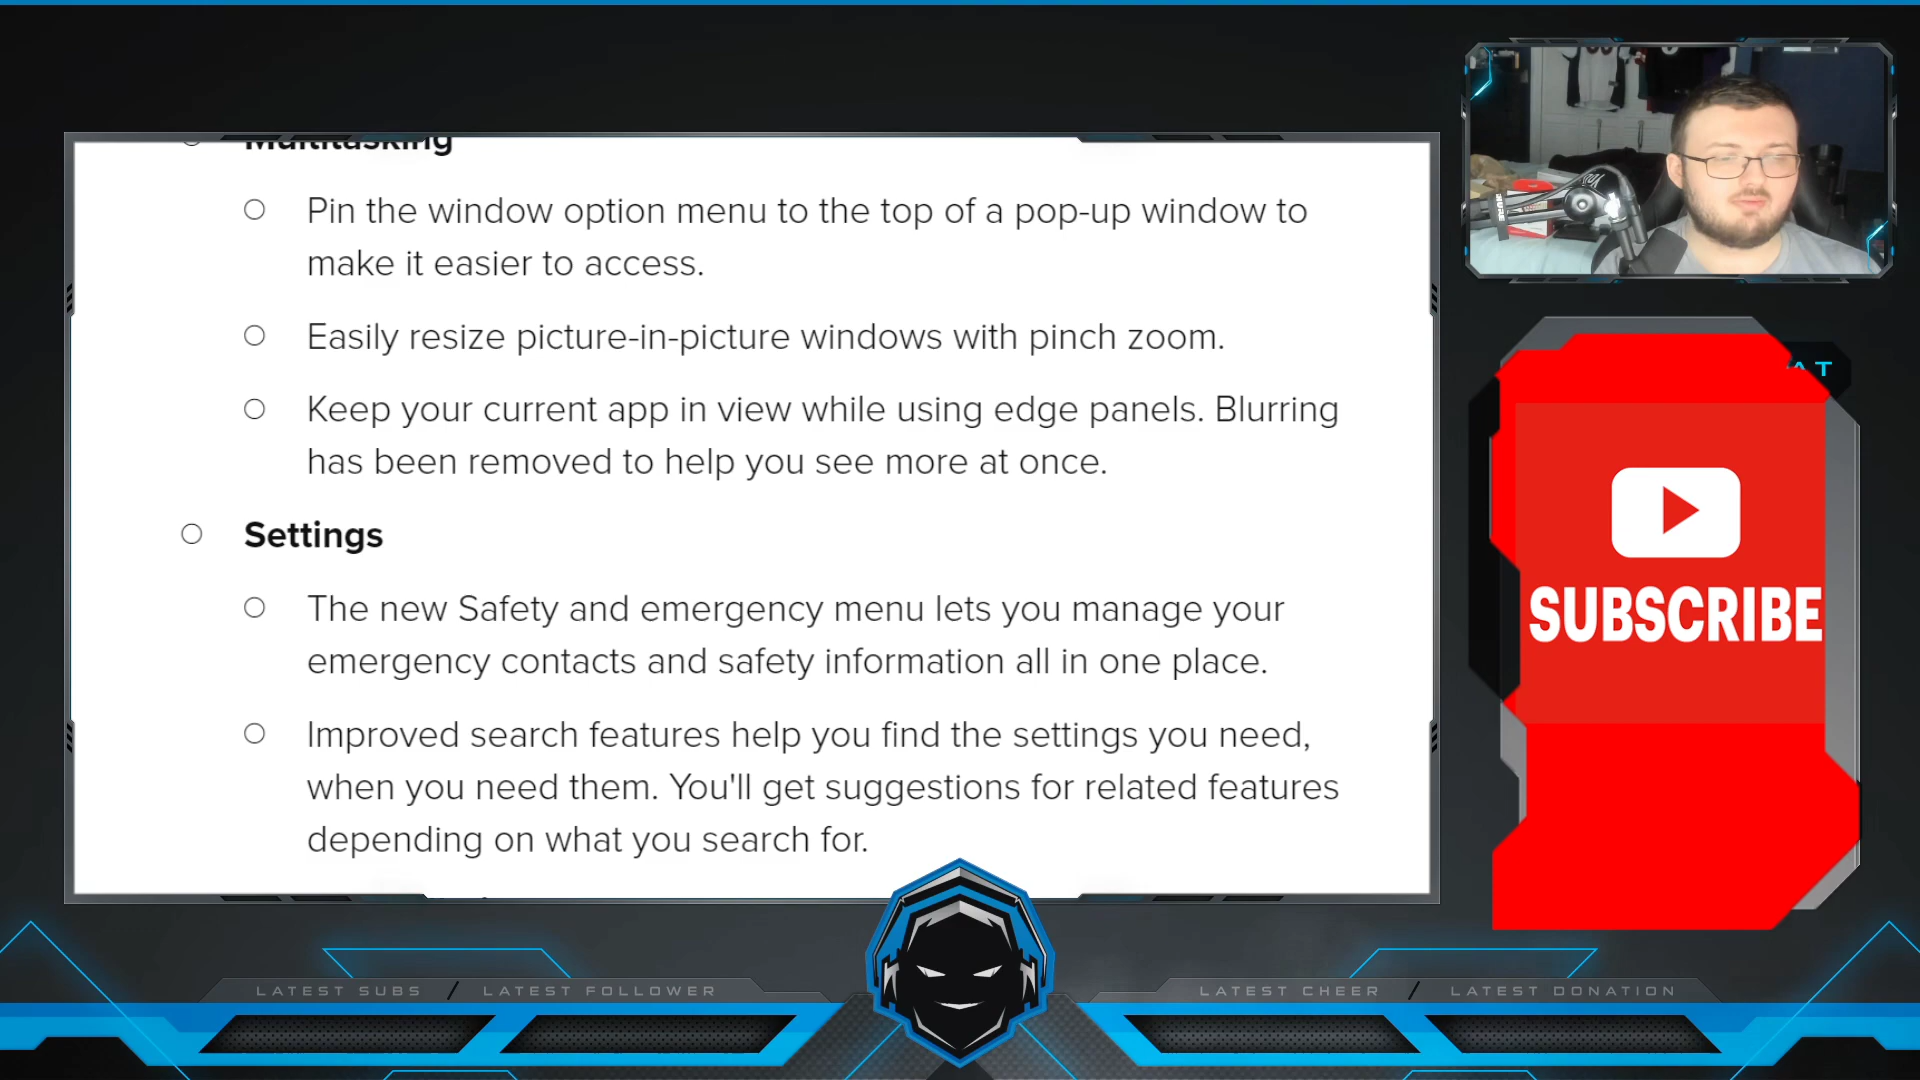 Multitasking
Pin the window option menu to the top of a pop-up window to
make it easier to access.
Easily resize picture-in-picture windows with pinch zoom.
Keep your current app in view while using edge panels. Blurring
has been removed to help you see more at once.
Settings
The new Safety and emergency menu lets you manage your
emergency contacts and safety information all in one place.
Improved search features help you find the settings you need,
when you need them. You'll get suggestions for related features
depending on what you search for.
AT
SUBSCRIBE
LATEST SUBS / LATEST FOLLOWER
LATEST CHEER / LATEST DONATION